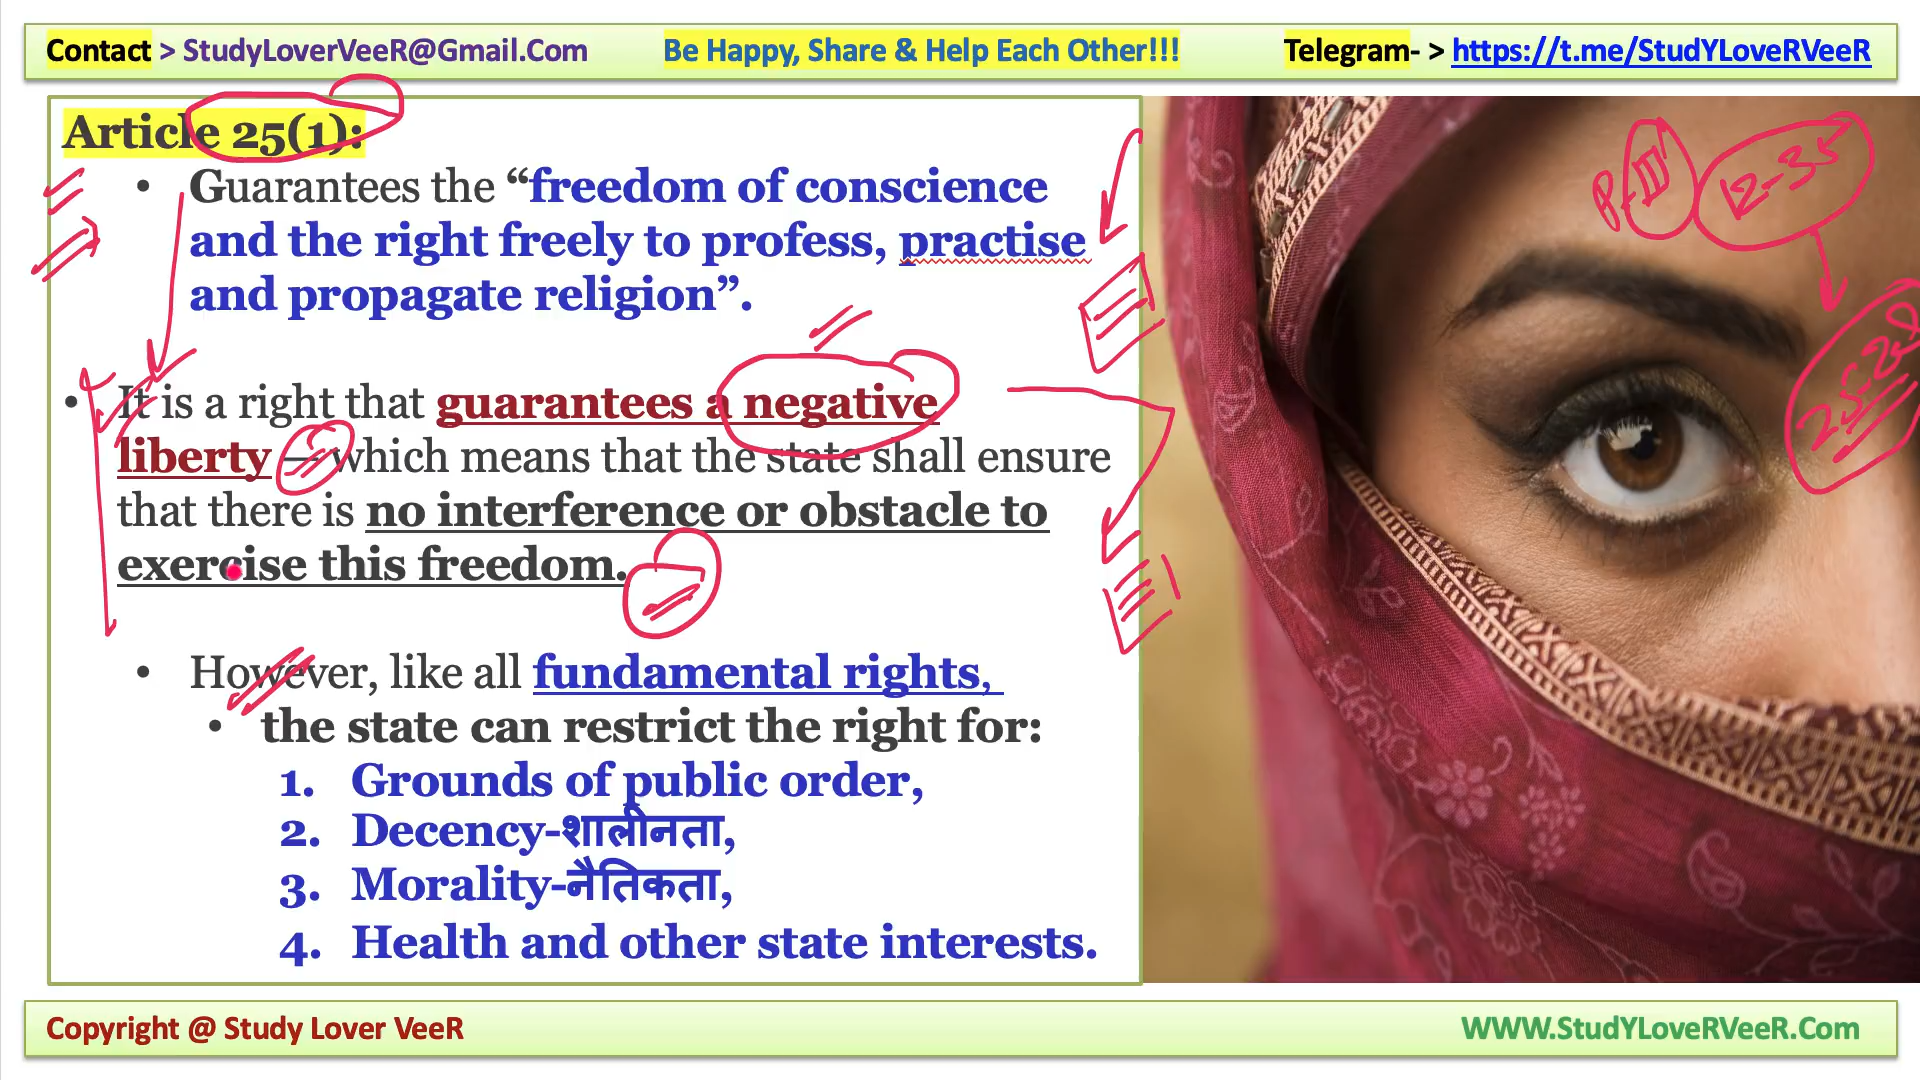 Contact > StudyLoverVeeR@Gmail.Com Be Happy, Share & Help Each Other!!! Telegram- > https://t.me/StudYLoveRVeeR
Article 25(1):
• Guarantees the “freedom of conscience
and the right freely to profess, practise
and propagate religion”.
• It is a right that guarantees a negative
liberty — which means that the state shall ensure
that there is no interference or obstacle to
exercise this freedom.
• However, like all fundamental rights,
• the state can restrict the right for:
1. Grounds of public order,
2. Decency-शालीनता,
3. Morality-नैतिकता,
4. Health and other state interests.
P-III
12-35
25-28
Copyright @ Study Lover VeeR WWW.StudYLoveRVeeR.Com